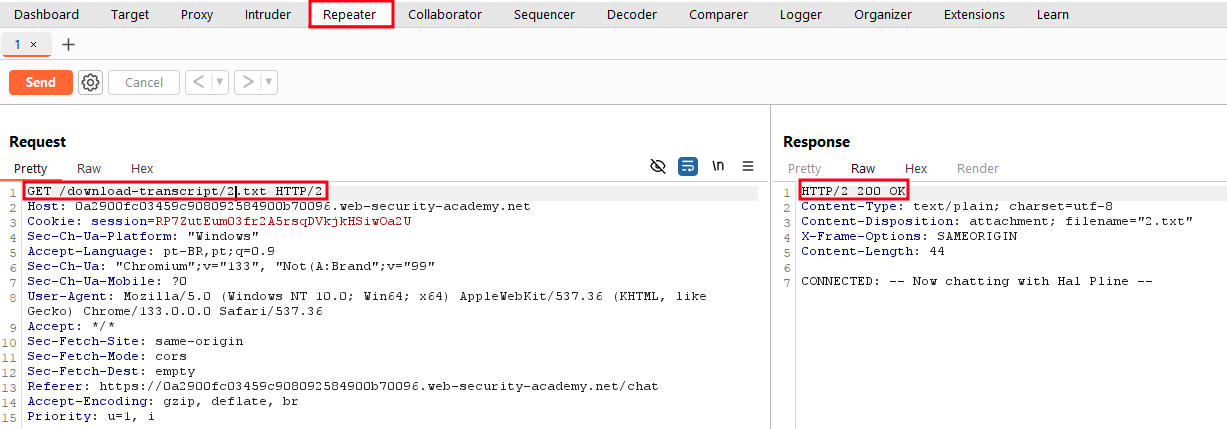 Dashboard Target Proxy Intruder Repeater Collaborator Sequencer Decoder Comparer Logger Organizer Extensions Learn
1 × +
Send Cancel < >
Request
Pretty Raw Hex \n
1 GET /download-transcript/2.txt HTTP/2
2 Host: 0a2900fc03459c908092584900b70096.web-security-academy.net
3 Cookie: session=RP7ZutEumO3fr2A5rsqDVkjkHSiwOa2U
4 Sec-Ch-Ua-Platform: "Windows"
5 Accept-Language: pt-BR,pt;q=0.9
6 Sec-Ch-Ua: "Chromium";v="133", "Not(A:Brand";v="99"
7 Sec-Ch-Ua-Mobile: ?0
8 User-Agent: Mozilla/5.0 (Windows NT 10.0; Win64; x64) AppleWebKit/537.36 (KHTML, like
Gecko) Chrome/133.0.0.0 Safari/537.36
9 Accept: */*
10 Sec-Fetch-Site: same-origin
11 Sec-Fetch-Mode: cors
12 Sec-Fetch-Dest: empty
13 Referer: https://0a2900fc03459c908092584900b70096.web-security-academy.net/chat
14 Accept-Encoding: gzip, deflate, br
15 Priority: u=1, i
Response
Pretty Raw Hex Render
1 HTTP/2 200 OK
2 Content-Type: text/plain; charset=utf-8
3 Content-Disposition: attachment; filename="2.txt"
4 X-Frame-Options: SAMEORIGIN
5 Content-Length: 44
6
7 CONNECTED: -- Now chatting with Hal Pline --